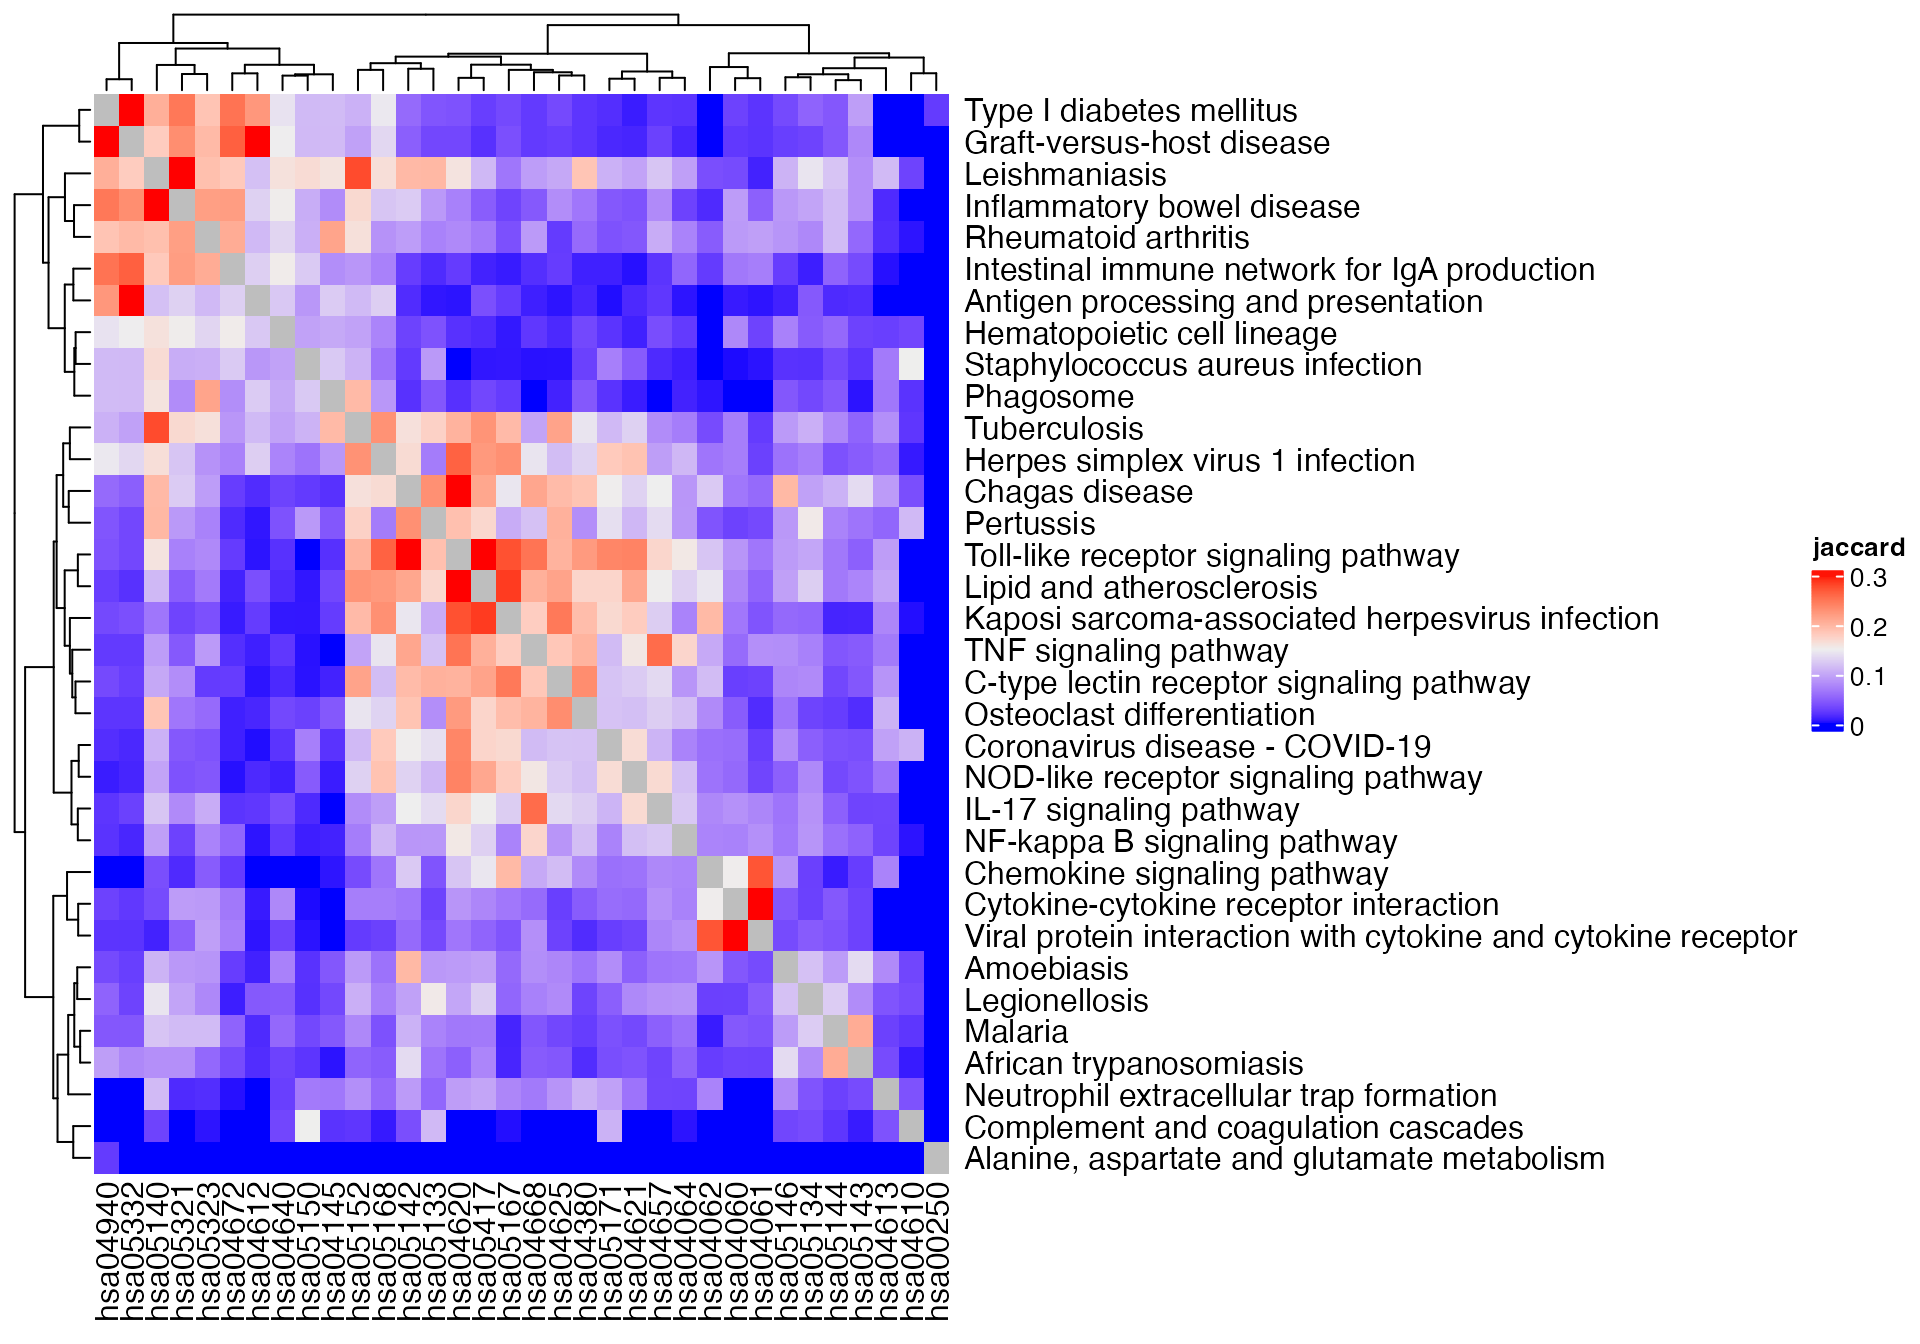 Type I diabetes mellitus
Graft-versus-host disease
Leishmaniasis
Inflammatory bowel disease
Rheumatoid arthritis
Intestinal immune network for IgA production
Antigen processing and presentation
Hematopoietic cell lineage
Staphylococcus aureus infection
Phagosome
Tuberculosis
Herpes simplex virus 1 infection
Chagas disease
Pertussis
Toll-like receptor signaling pathway
Lipid and atherosclerosis
Kaposi sarcoma-associated herpesvirus infection
TNF signaling pathway
C-type lectin receptor signaling pathway
Osteoclast differentiation
Coronavirus disease - COVID-19
NOD-like receptor signaling pathway
IL-17 signaling pathway
NF-kappa B signaling pathway
Chemokine signaling pathway
Cytokine-cytokine receptor interaction
Viral protein interaction with cytokine and cytokine receptor
Amoebiasis
Legionellosis
Malaria
African trypanosomiasis
Neutrophil extracellular trap formation
Complement and coagulation cascades
Alanine, aspartate and glutamate metabolism
jaccard
0.3
0.2
0.1
0
hsa04940
hsa05332
hsa05140
hsa05321
hsa05323
hsa04672
hsa04612
hsa04640
hsa05150
hsa04145
hsa05152
hsa05168
hsa05142
hsa05133
hsa04620
hsa05417
hsa05167
hsa04668
hsa04625
hsa04380
hsa05171
hsa04621
hsa04657
hsa04064
hsa04062
hsa04060
hsa04061
hsa05146
hsa05134
hsa05144
hsa05143
hsa04613
hsa04610
hsa00250